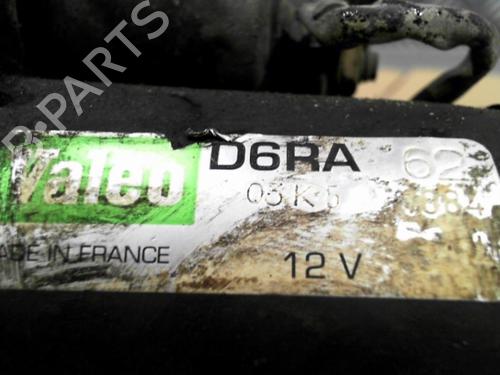 B-PARTS
Valeo
D6RA 62
12 V
MADE IN FRANCE